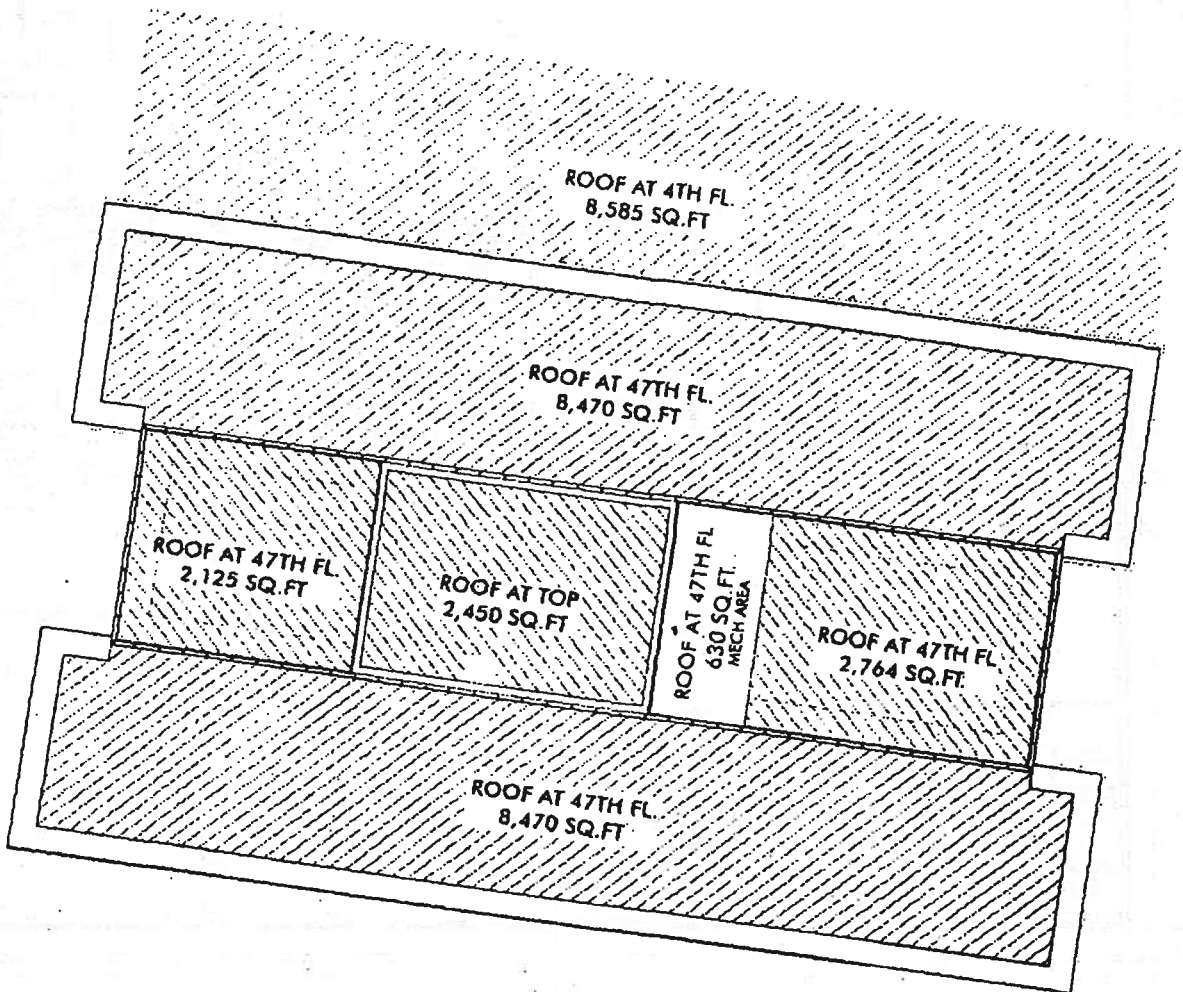 ROOF AT 4TH FL.
8,585 SQ.FT
ROOF AT 47TH FL.
8,470 SQ.FT
ROOF AT 47TH FL.
2,125 SQ.FT
ROOF AT TOP
2,450 SQ.FT
ROOF AT 47TH FL
630 SQ.FT.
MECH AREA
ROOF AT 47TH FL
2,764 SQ.FT
ROOF AT 47TH FL.
8,470 SQ.FT